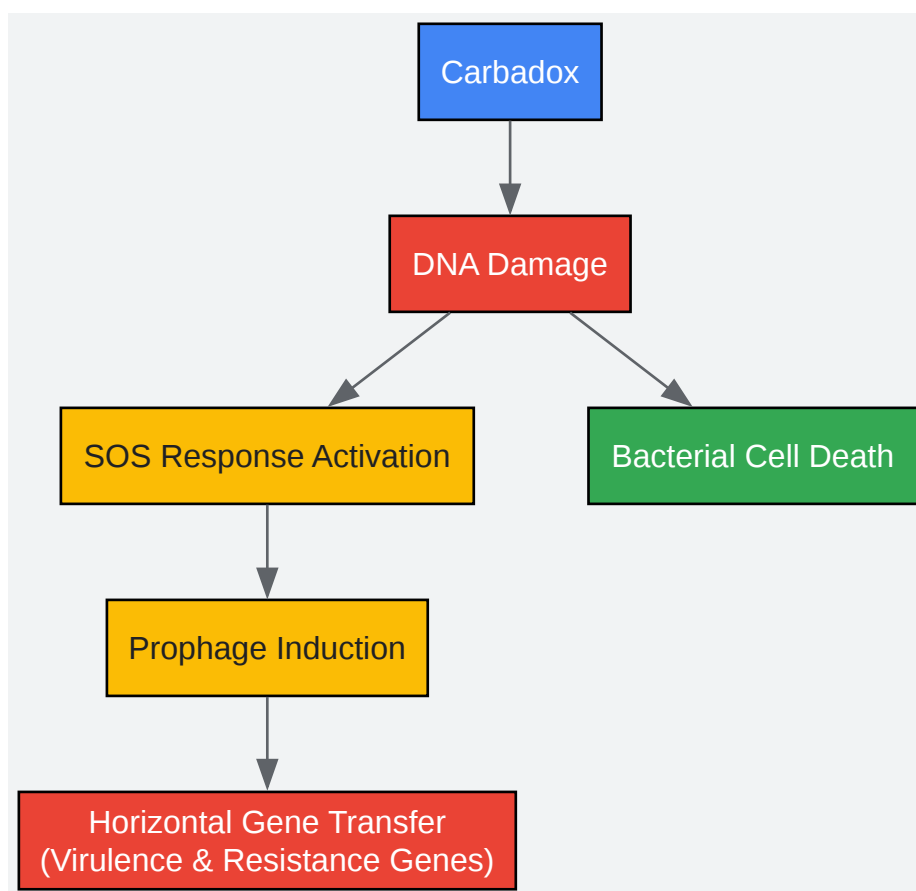 Carbadox
DNA Damage
SOS Response Activation
Bacterial Cell Death
Prophage Induction
Horizontal Gene Transfer
(Virulence & Resistance Genes)